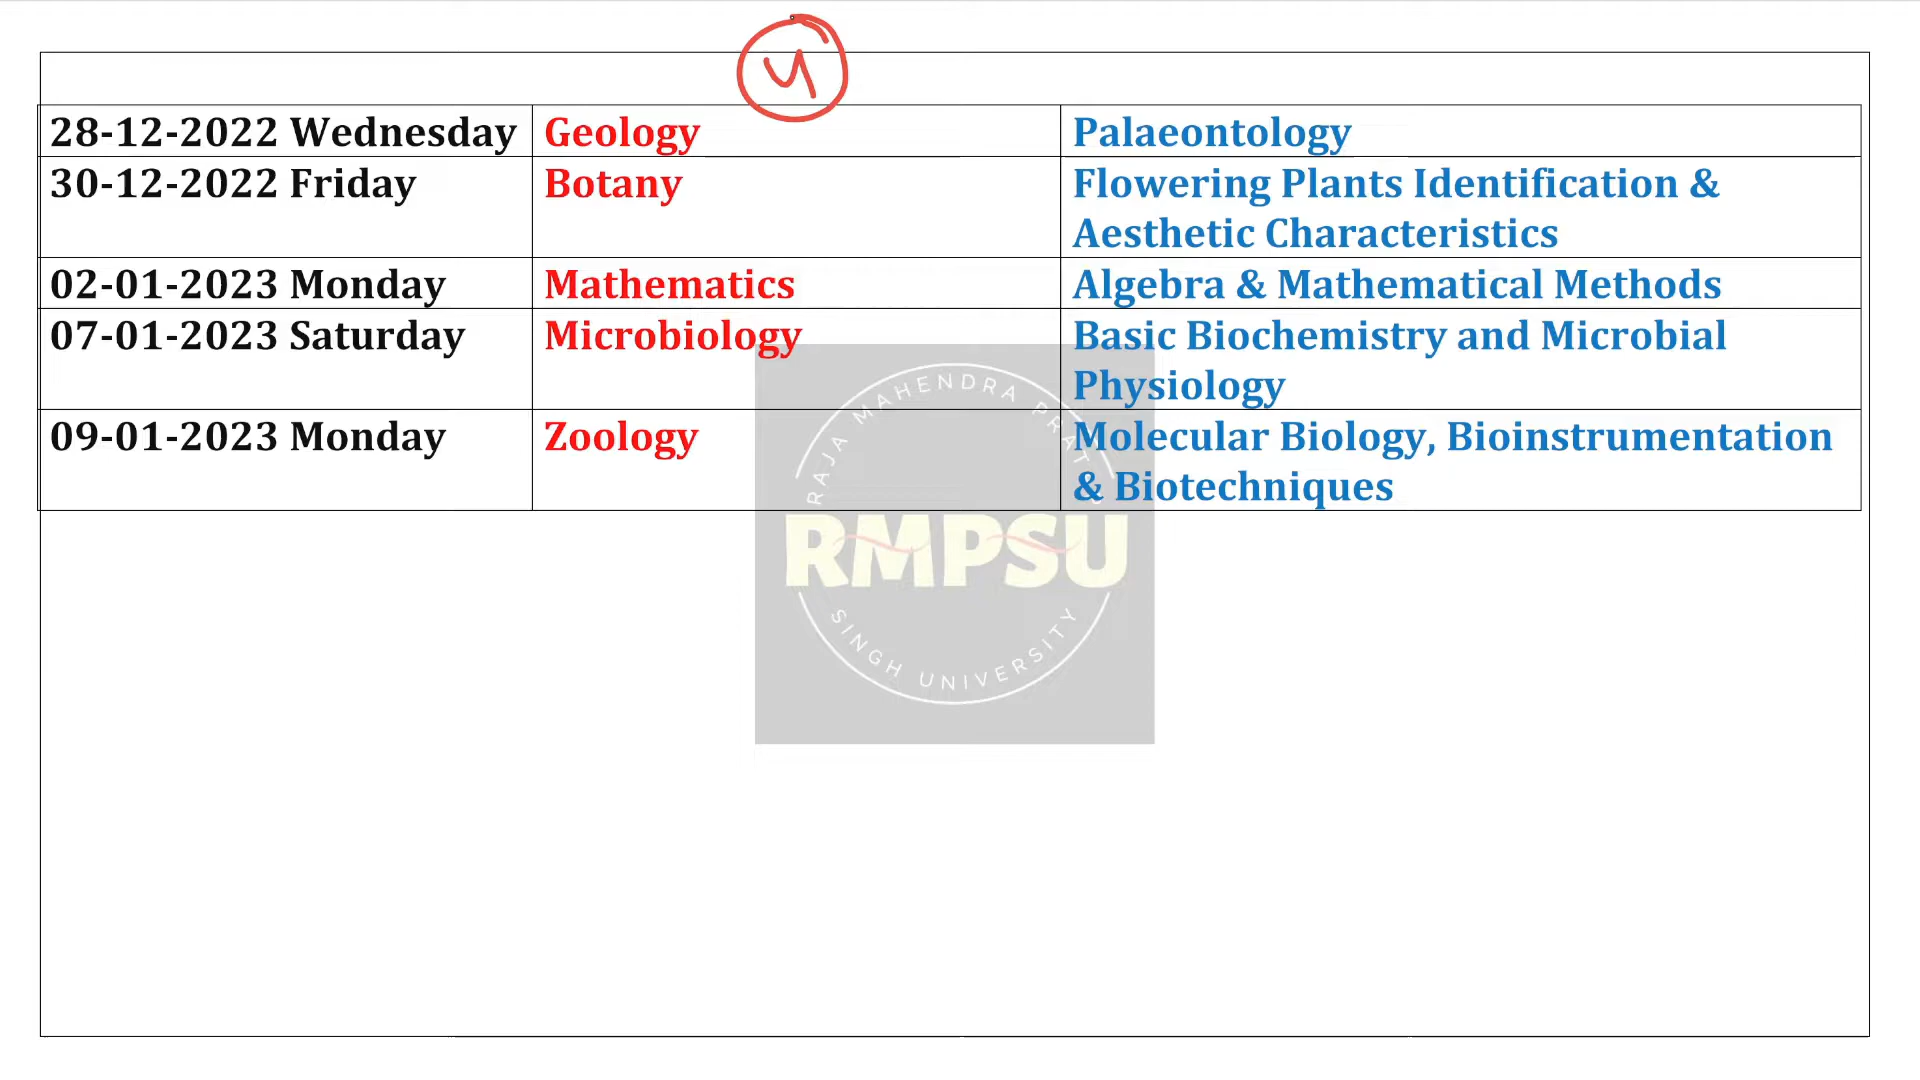 4
28-12-2022 Wednesday Geology Palaeontology
30-12-2022 Friday Botany Flowering Plants Identification &
Aesthetic Characteristics
02-01-2023 Monday Mathematics Algebra & Mathematical Methods
07-01-2023 Saturday Microbiology Basic Biochemistry and Microbial
Physiology
09-01-2023 Monday Zoology Molecular Biology, Bioinstrumentation
& Biotechniques
RAJA MAHENDRA PRATAP
RMPSU
SINGH UNIVERSITY